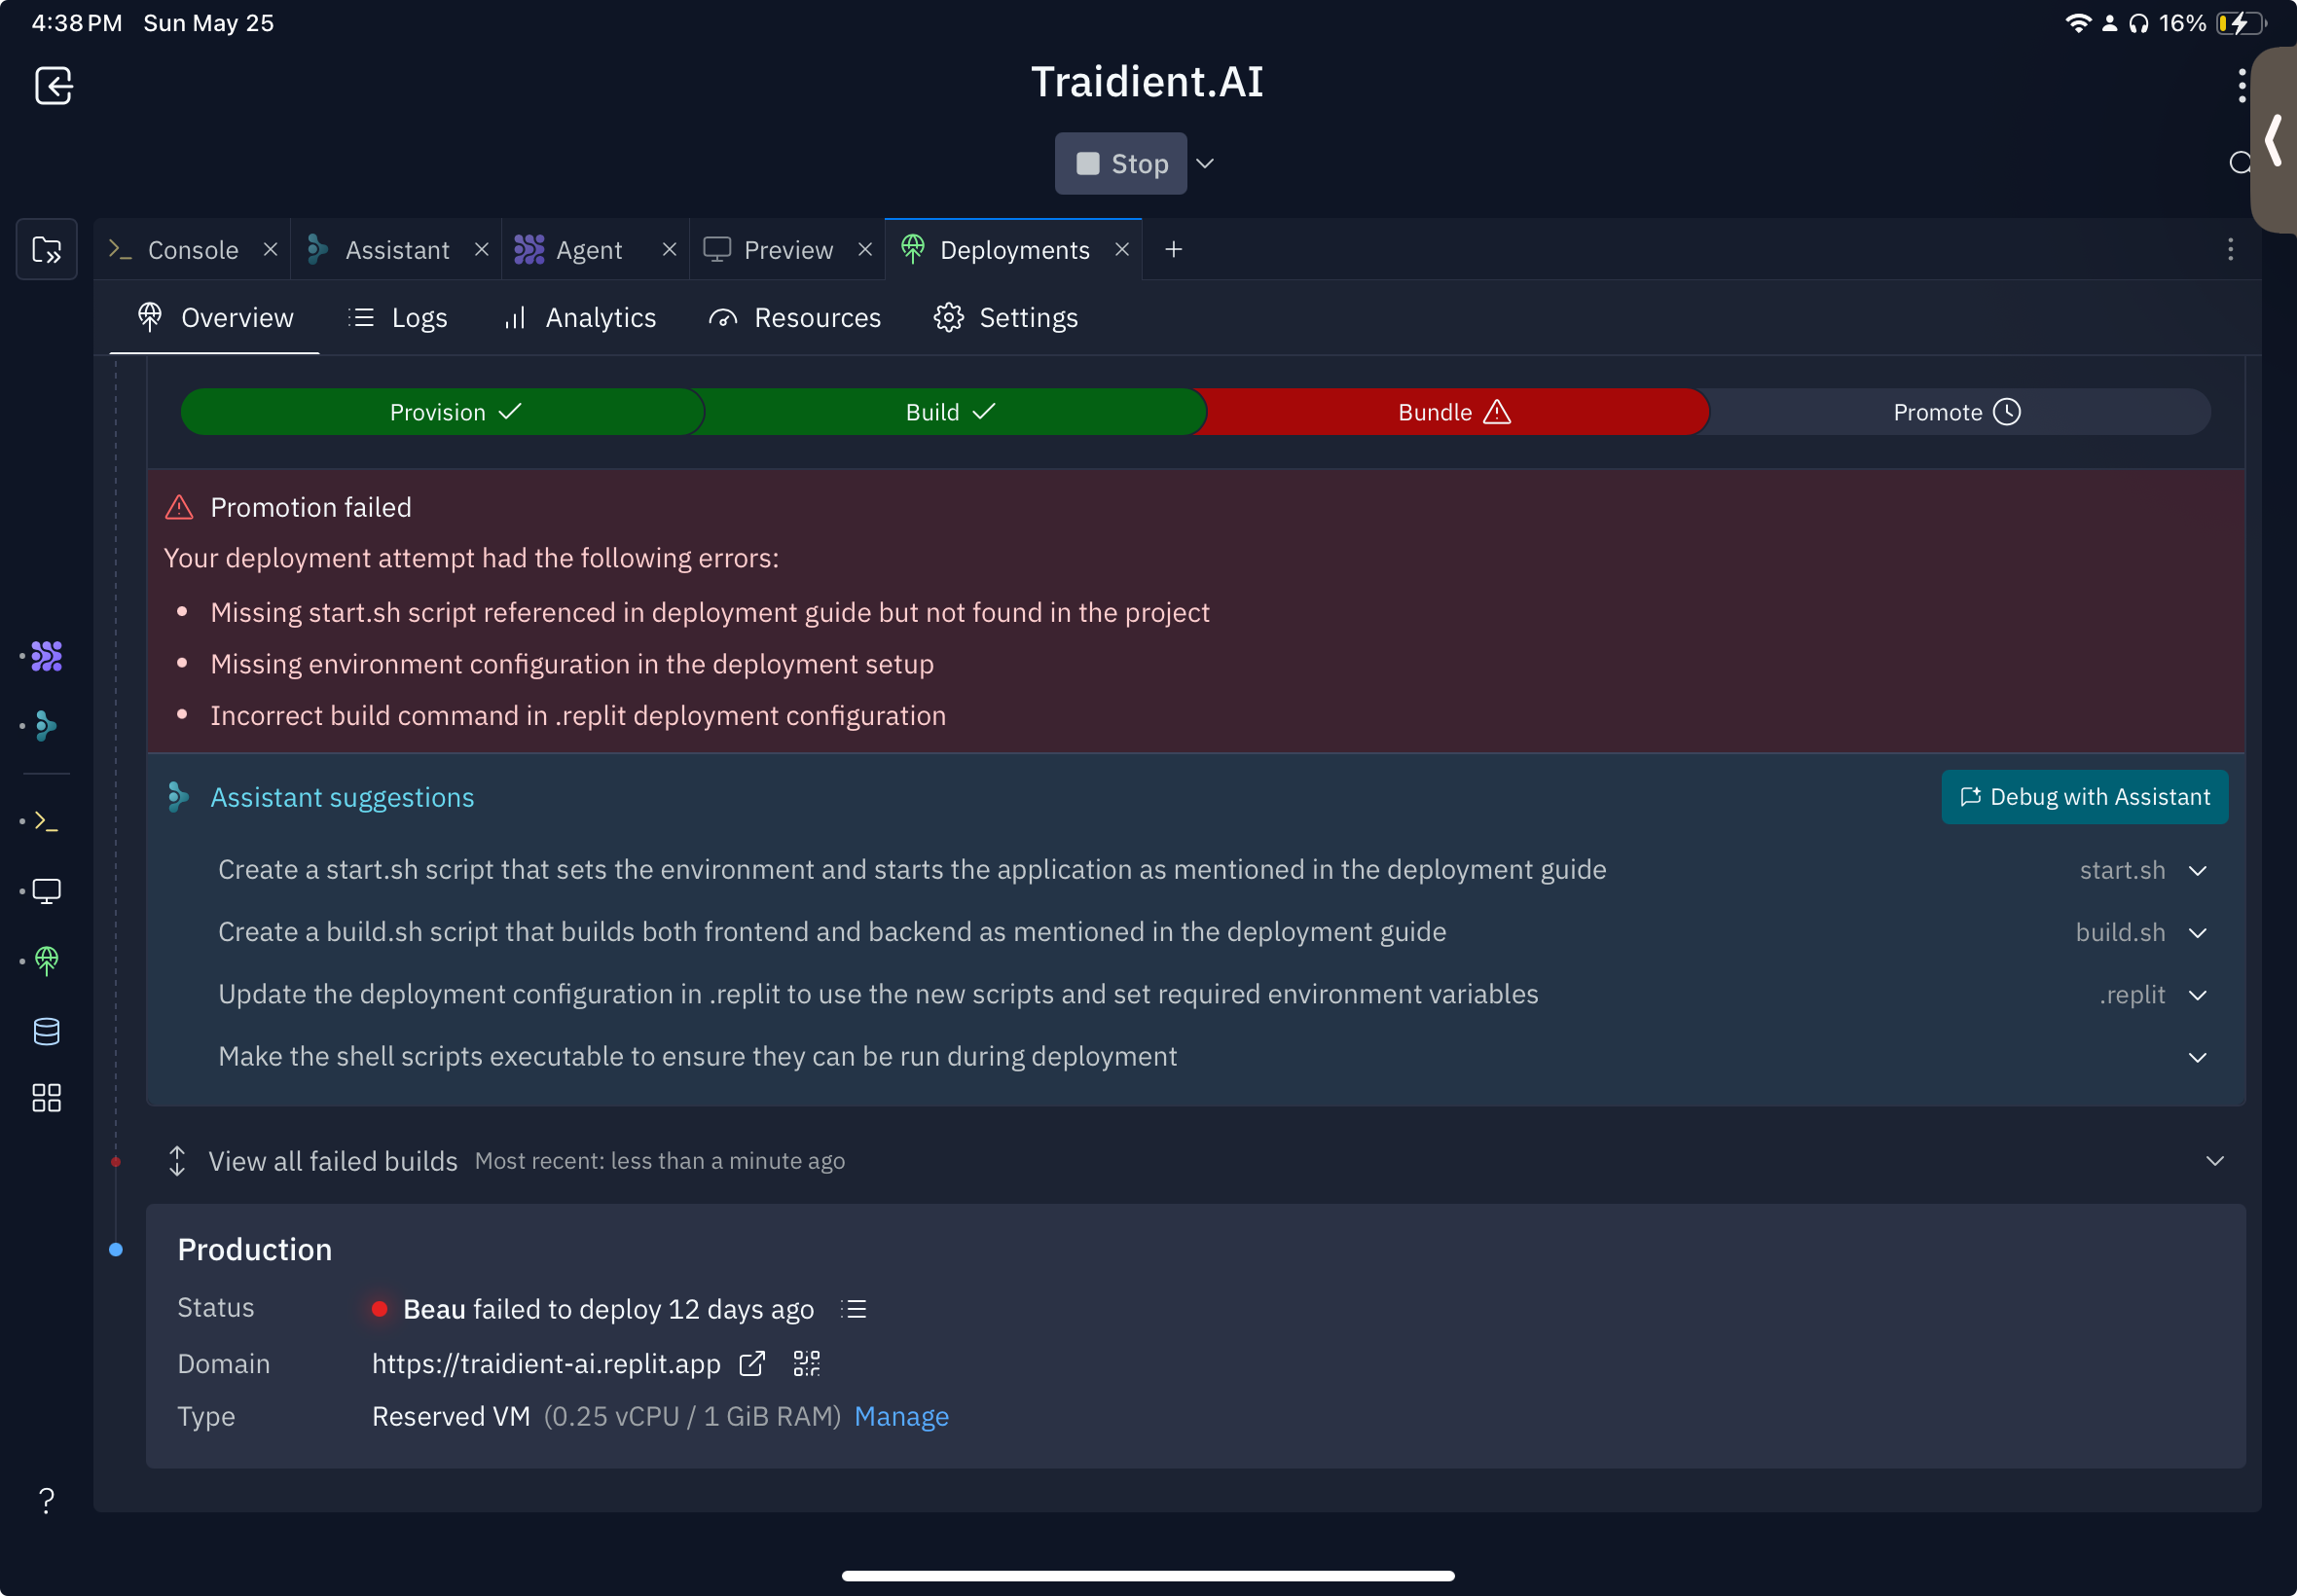 4:38 PM Sun May 25
16%
Traidient.AI
Stop
Console
Assistant
Agent
Preview
Deployments
Overview
Logs
Analytics
Resources
Settings
Provision
Build
Bundle
Promote
Promotion failed
Your deployment attempt had the following errors:
• Missing start.sh script referenced in deployment guide but not found in the project
• Missing environment configuration in the deployment setup
• Incorrect build command in .replit deployment configuration
Assistant suggestions
Debug with Assistant
Create a start.sh script that sets the environment and starts the application as mentioned in the deployment guide start.sh
Create a build.sh script that builds both frontend and backend as mentioned in the deployment guide build.sh
Update the deployment configuration in .replit to use the new scripts and set required environment variables .replit
Make the shell scripts executable to ensure they can be run during deployment
View all failed builds Most recent: less than a minute ago
Production
Status Beau failed to deploy 12 days ago
Domain https://traidient-ai.replit.app
Type Reserved VM (0.25 vCPU / 1 GiB RAM) Manage
?